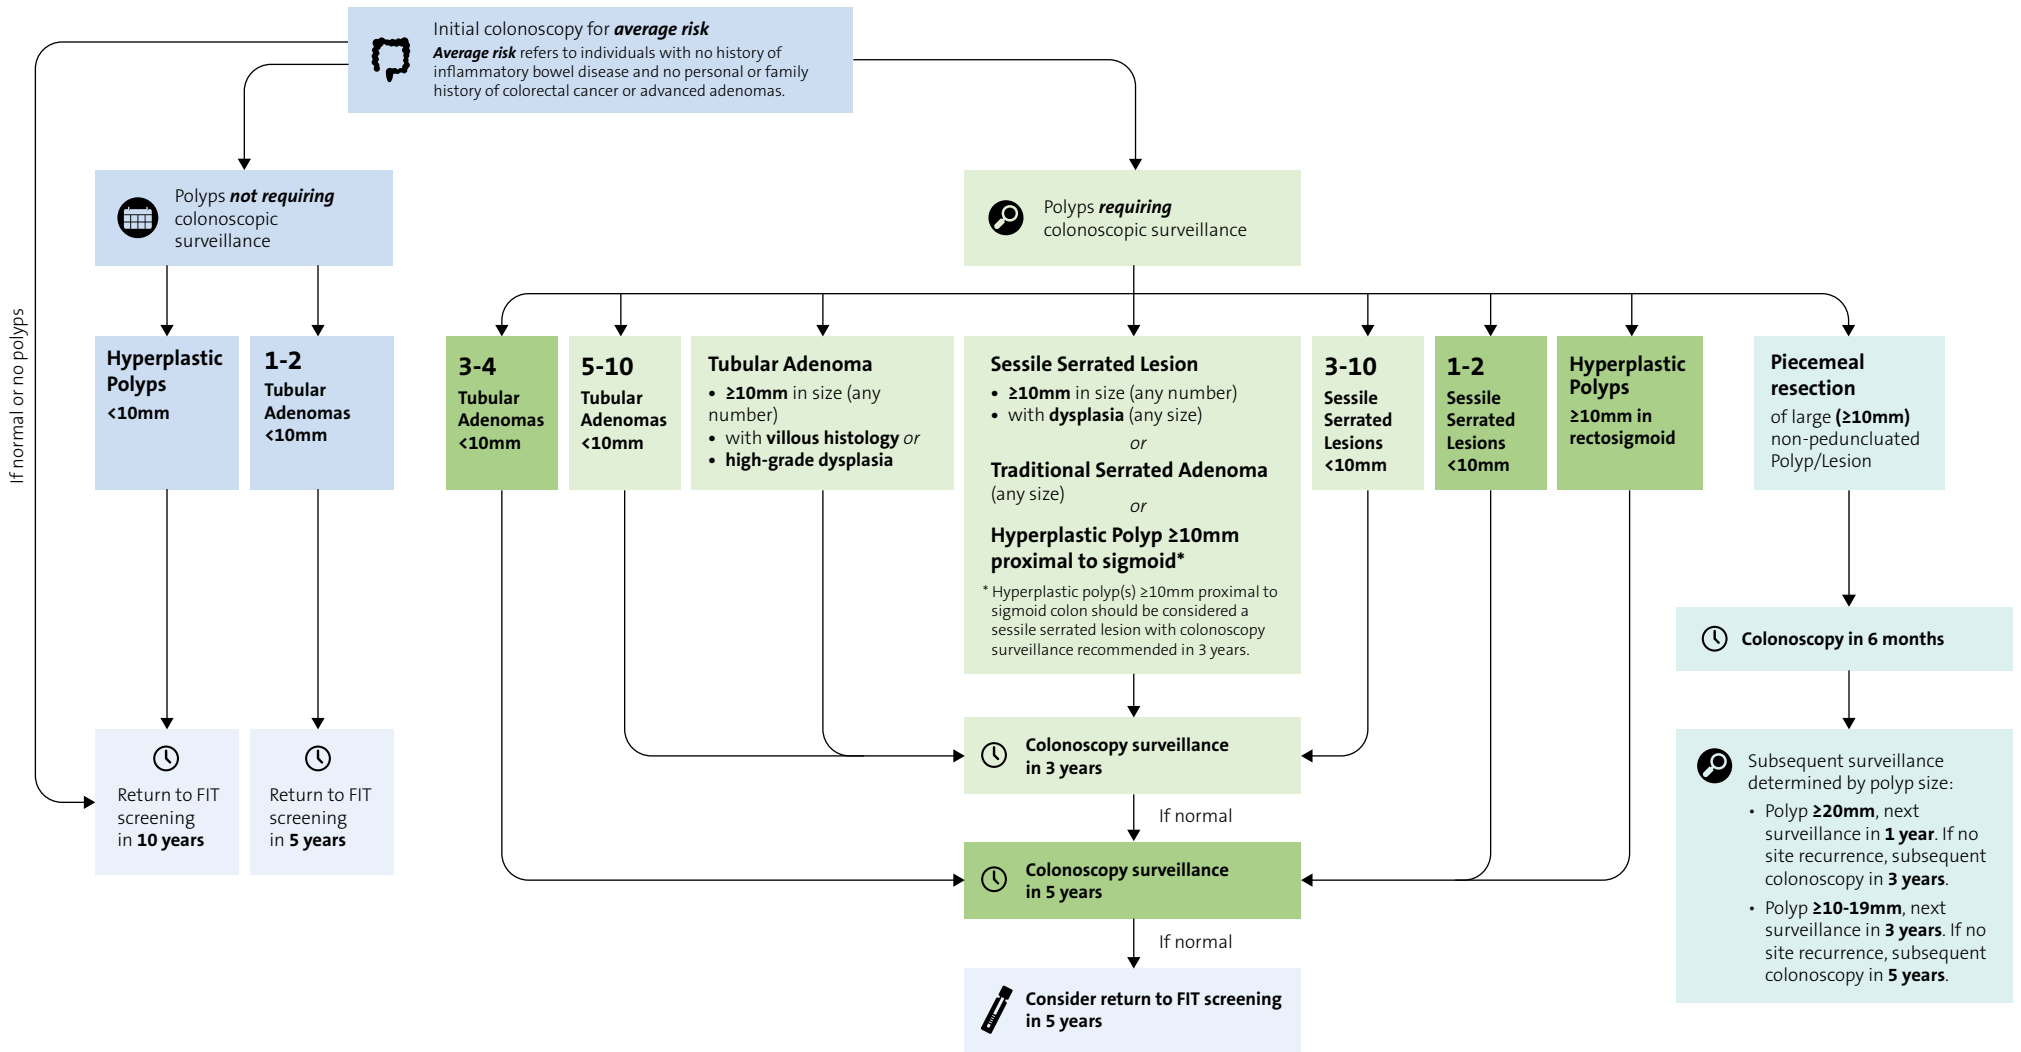 Initial colonoscopy for average risk
Average risk refers to individuals with no history of
inflammatory bowel disease and no personal or family
history of colorectal cancer or advanced adenomas.
If normal or no polyps
Polyps not requiring
colonoscopic
surveillance
Polyps requiring
colonoscopic surveillance
Hyperplastic
Polyps
<10mm
1-2
Tubular
Adenomas
<10mm
3-4
Tubular
Adenomas
<10mm
5-10
Tubular
Adenomas
<10mm
Tubular Adenoma
• ≥10mm in size (any
number)
• with villous histology or
• high-grade dysplasia
Sessile Serrated Lesion
• ≥10mm in size (any number)
• with dysplasia (any size)
or
Traditional Serrated Adenoma
(any size)
or
Hyperplastic Polyp ≥10mm
proximal to sigmoid*
* Hyperplastic polyp(s) ≥10mm proximal to
sigmoid colon should be considered a
sessile serrated lesion with colonoscopy
surveillance recommended in 3 years.
3-10
Sessile
Serrated
Lesions
<10mm
1-2
Sessile
Serrated
Lesions
<10mm
Hyperplastic
Polyps
≥10mm in
rectosigmoid
Piecemeal
resection
of large (≥10mm)
non-peduncluated
Polyp/Lesion
Return to FIT
screening
in 10 years
Return to FIT
screening
in 5 years
Colonoscopy surveillance
in 3 years
If normal
Colonoscopy surveillance
in 5 years
If normal
Consider return to FIT screening
in 5 years
Colonoscopy in 6 months
Subsequent surveillance
determined by polyp size:
• Polyp ≥20mm, next
surveillance in 1 year. If no
site recurrence, subsequent
colonoscopy in 3 years.
• Polyp ≥10-19mm, next
surveillance in 3 years. If no
site recurrence, subsequent
colonoscopy in 5 years.